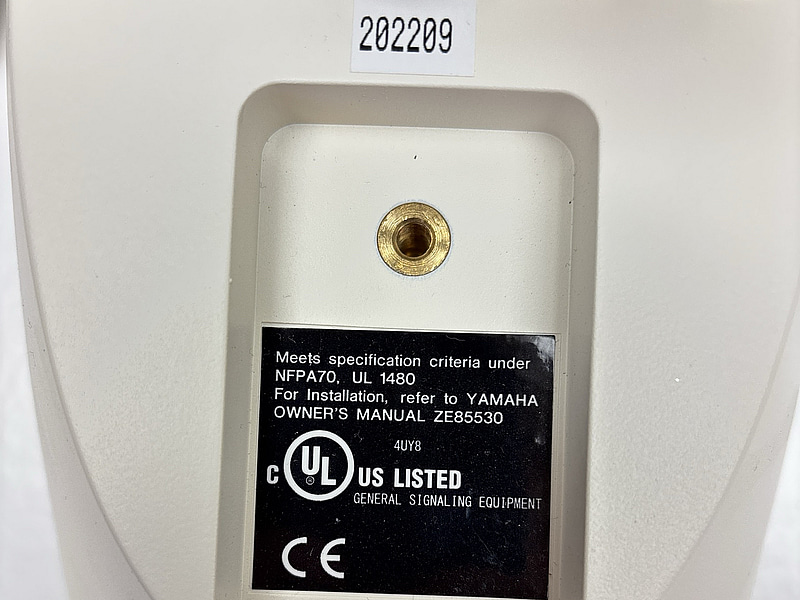 202209
Meets specification criteria under
NFPA70, UL 1480
For Installation, refer to YAMAHA
OWNER'S MANUAL ZE85530
4UY8
C UL US LISTED
GENERAL SIGNALING EQUIPMENT
CE